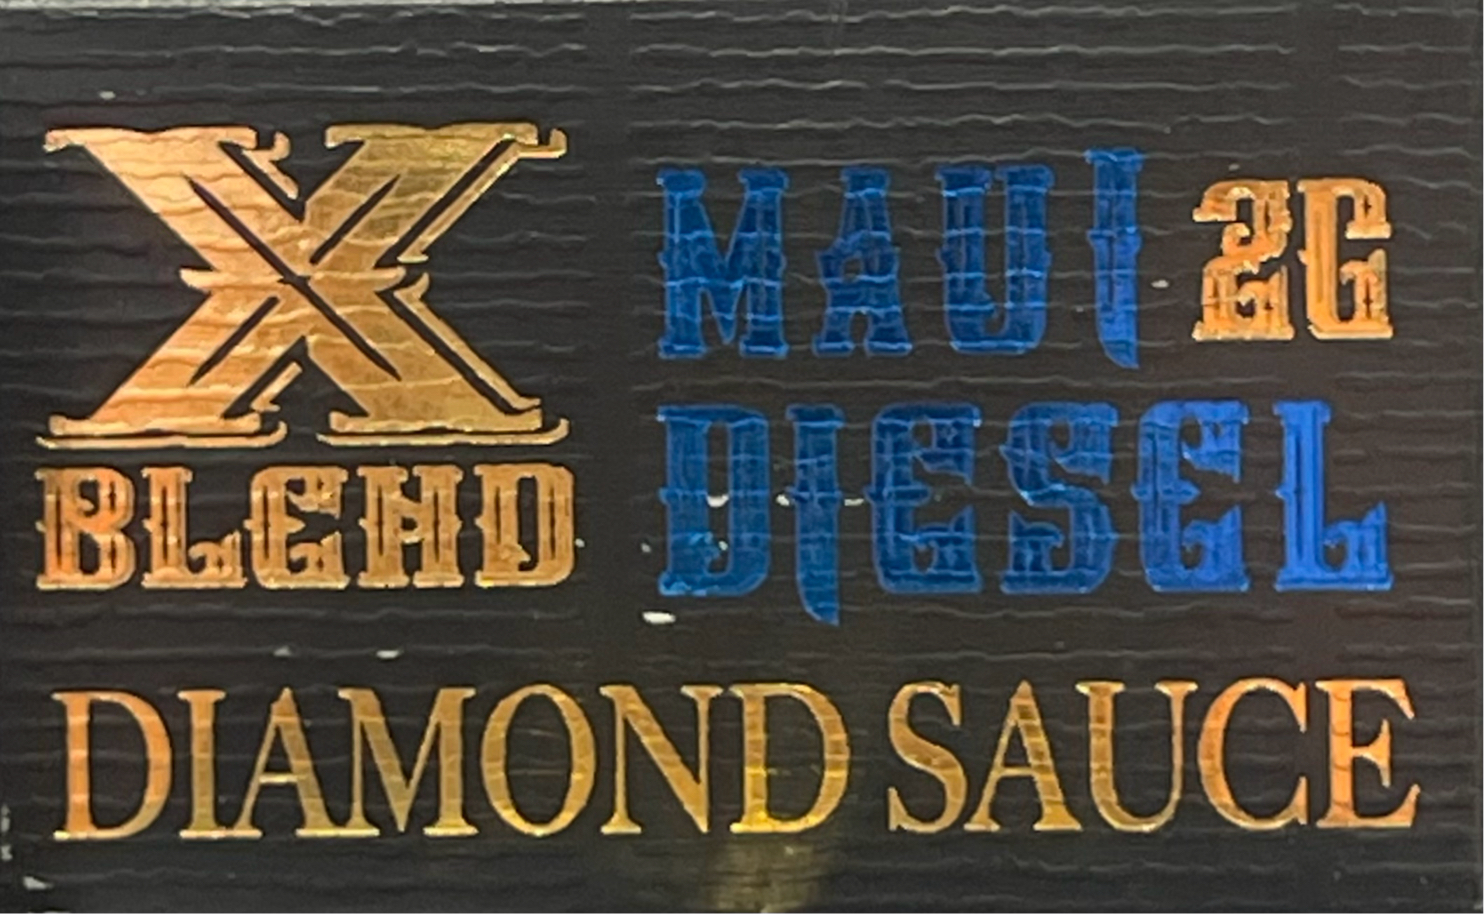 X
BLEND
MAUI 2G
DIESEL
DIAMOND SAUCE